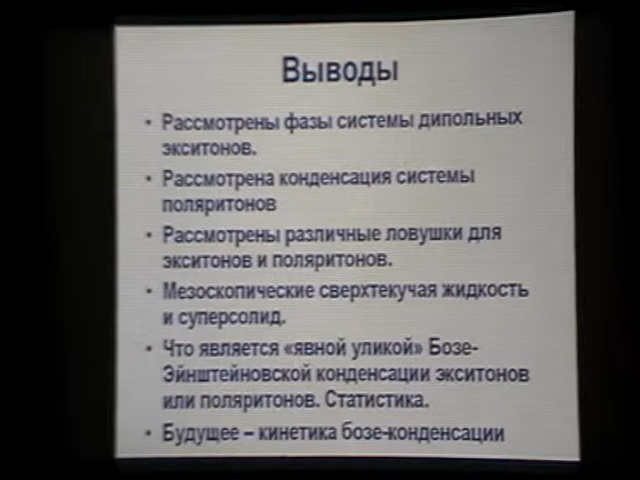 Выводы
• Рассмотрены фазы системы дипольных
экситонов.
• Рассмотрена конденсация системы
поляритонов
• Рассмотрены различные ловушки для
экситонов и поляритонов.
• Мезоскопические сверхтекучая жидкость
и суперсолид.
• Что является «явной уликой» Бозе-
Эйнштейновской конденсации экситонов
или поляритонов. Статистика.
• Будущее – кинетика бозе-конденсации